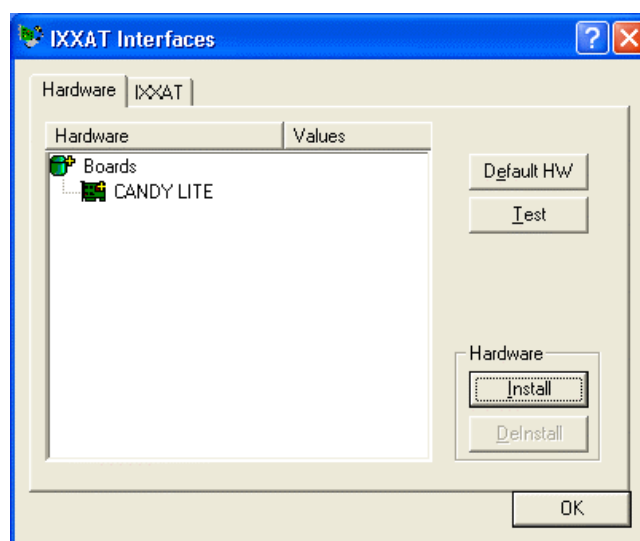 IXXAT Interfaces
Hardware IXXAT
Hardware Values
Boards
CANDY LITE
Default HW
Test
Hardware
Install
DeInstall
OK